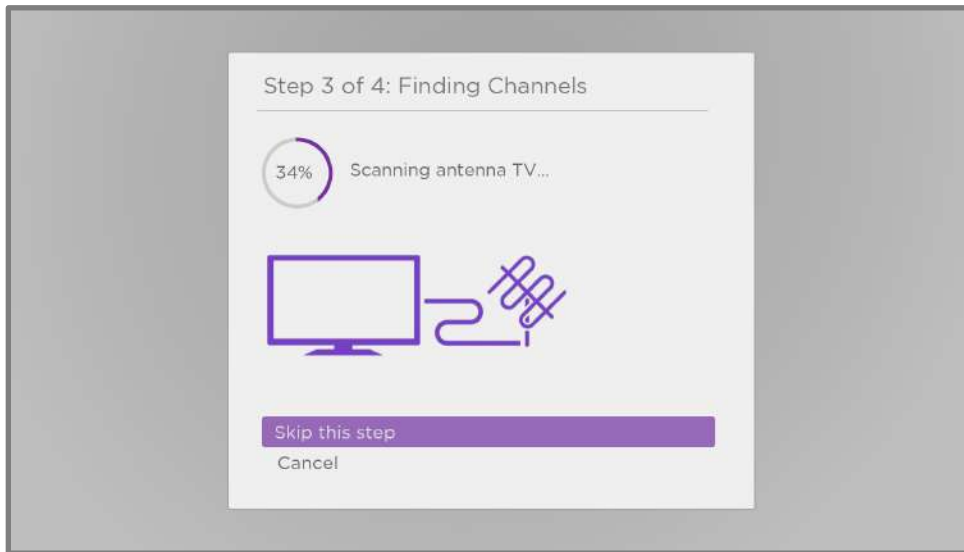 Step 3 of 4: Finding Channels
34%
Scanning antenna TV...
Skip this step
Cancel